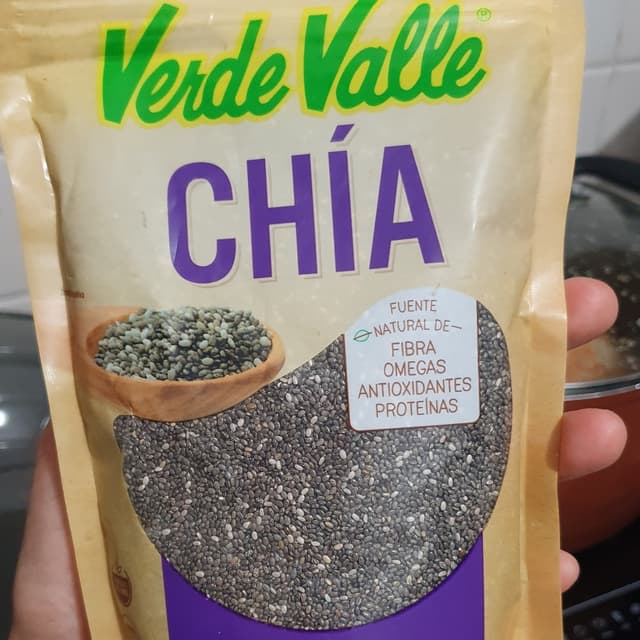 Verde Valle®
CHÍA
FUENTE
NATURAL DE
FIBRA
OMEGAS
ANTIOXIDANTES
PROTEÍNAS